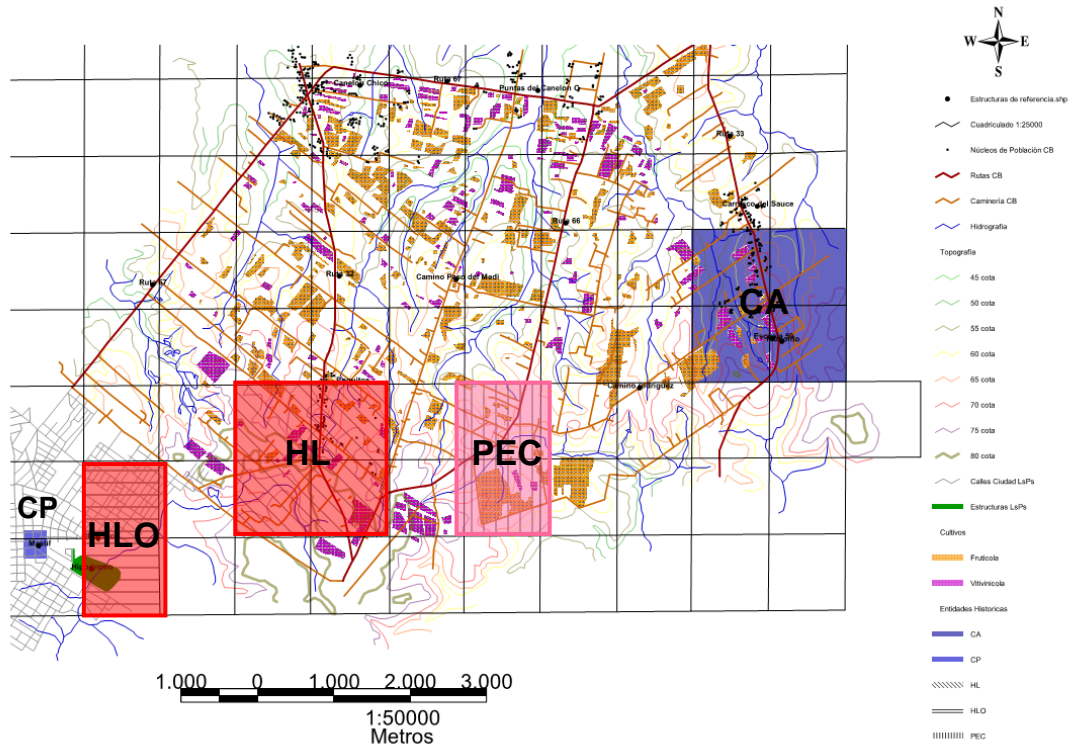 N
W E
S
Canelón Chico
Ruta 67
Puntas del Canelón C
Ruta 33
Carrasco del Sauce
Ruta 66
Ruta 67
Ruta 32
Camino Paso del Medi
CA
Camino Rodríguez
HL
PEC
CP
HLO
1.000 0 1.000 2.000 3.000
1:50000
Metros
Estructuras de referencia.shp
Cuadriculado 1:25000
Núcleos de Población CB
Rutas CB
Caminería CB
Hidrografía
Topografía
45 cota
50 cota
55 cota
60 cota
65 cota
70 cota
75 cota
80 cota
Calles Ciudad LsPs
Estructuras LsPs
Cultivos
Frutícola
Vitivinícola
Entidades Historicas
CA
CP
HL
HLO
PEC